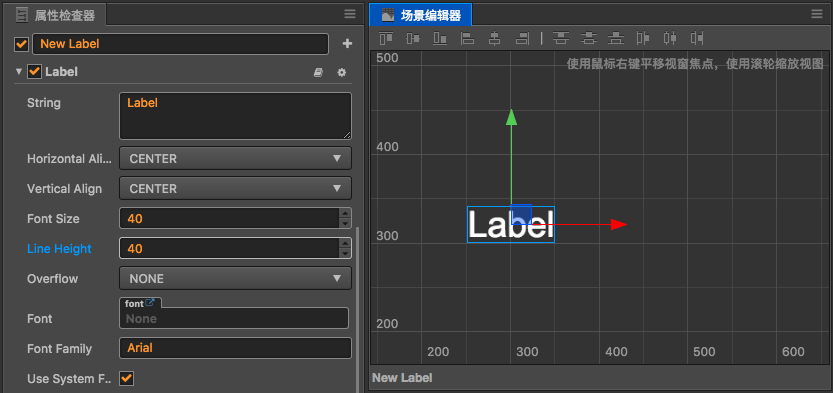 属性检查器
New Label
Label
String
Label
Horizontal Ali...
CENTER
Vertical Align
CENTER
Font Size
40
Line Height
40
Overflow
NONE
font
Font
None
Font Family
Arial
Use System F..
场景编辑器
使用鼠标右键平移视窗焦点，使用滚轮缩放视图
500
400
300
200
Label
200
300
400
500
600
New Label